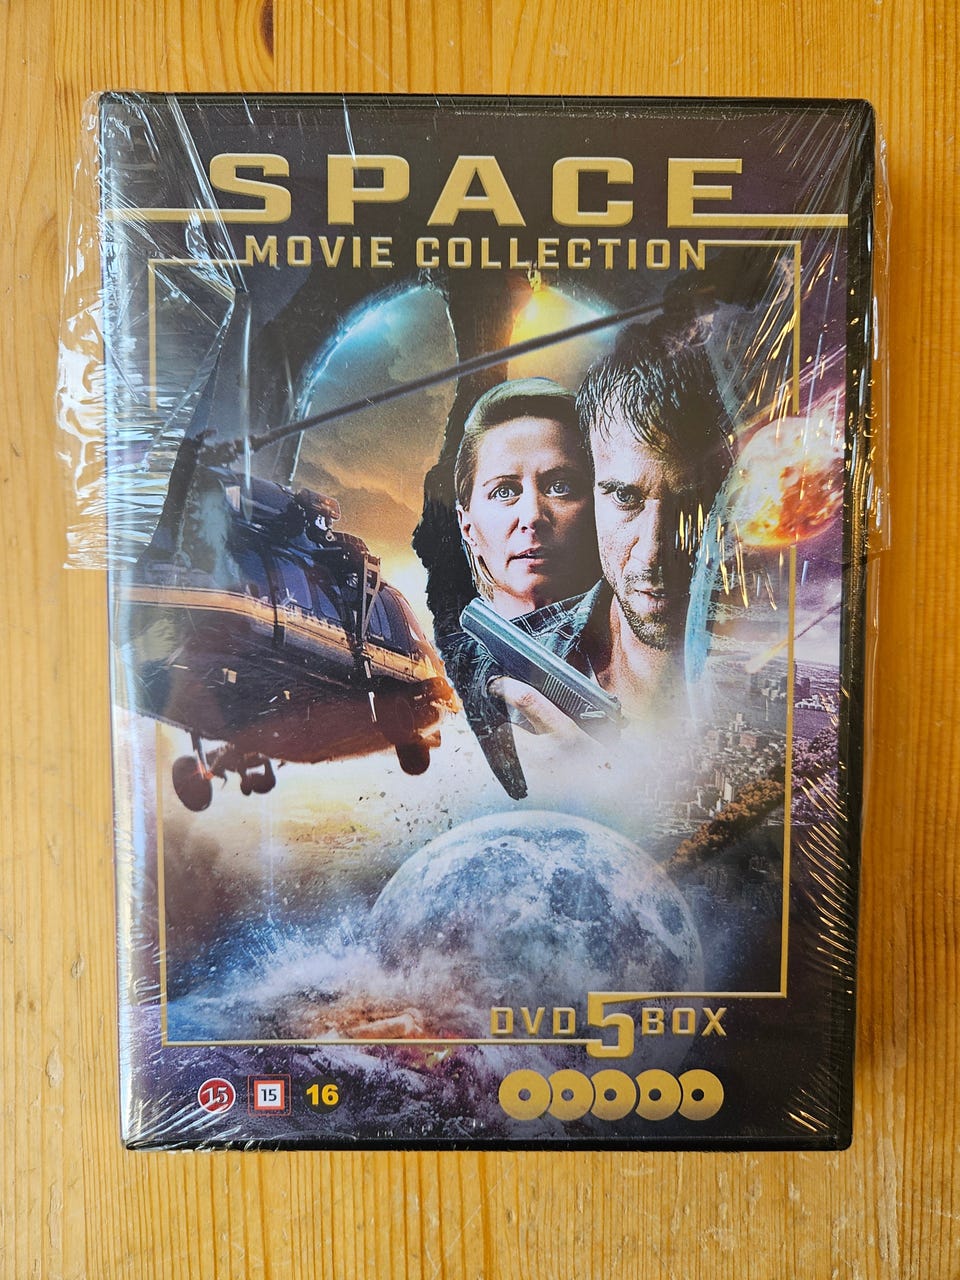 SPACE
MOVIE COLLECTION
DVD 5 BOX
15 15 16